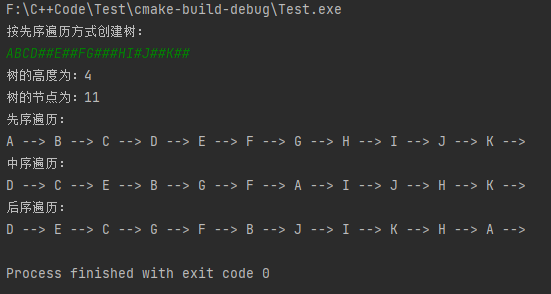 F:\C++Code\Test\cmake-build-debug\Test.exe
按先序遍历方式创建树:
ABCD##E##FG###HI#J##K##
树的高度为: 4
树的节点为: 11
先序遍历:
A --> B --> C --> D --> E --> F --> G --> H --> I --> J --> K -->
中序遍历:
D --> C --> E --> B --> G --> F --> A --> I --> J --> H --> K -->
后序遍历:
D --> E --> C --> G --> F --> B --> J --> I --> K --> H --> A -->
Process finished with exit code 0